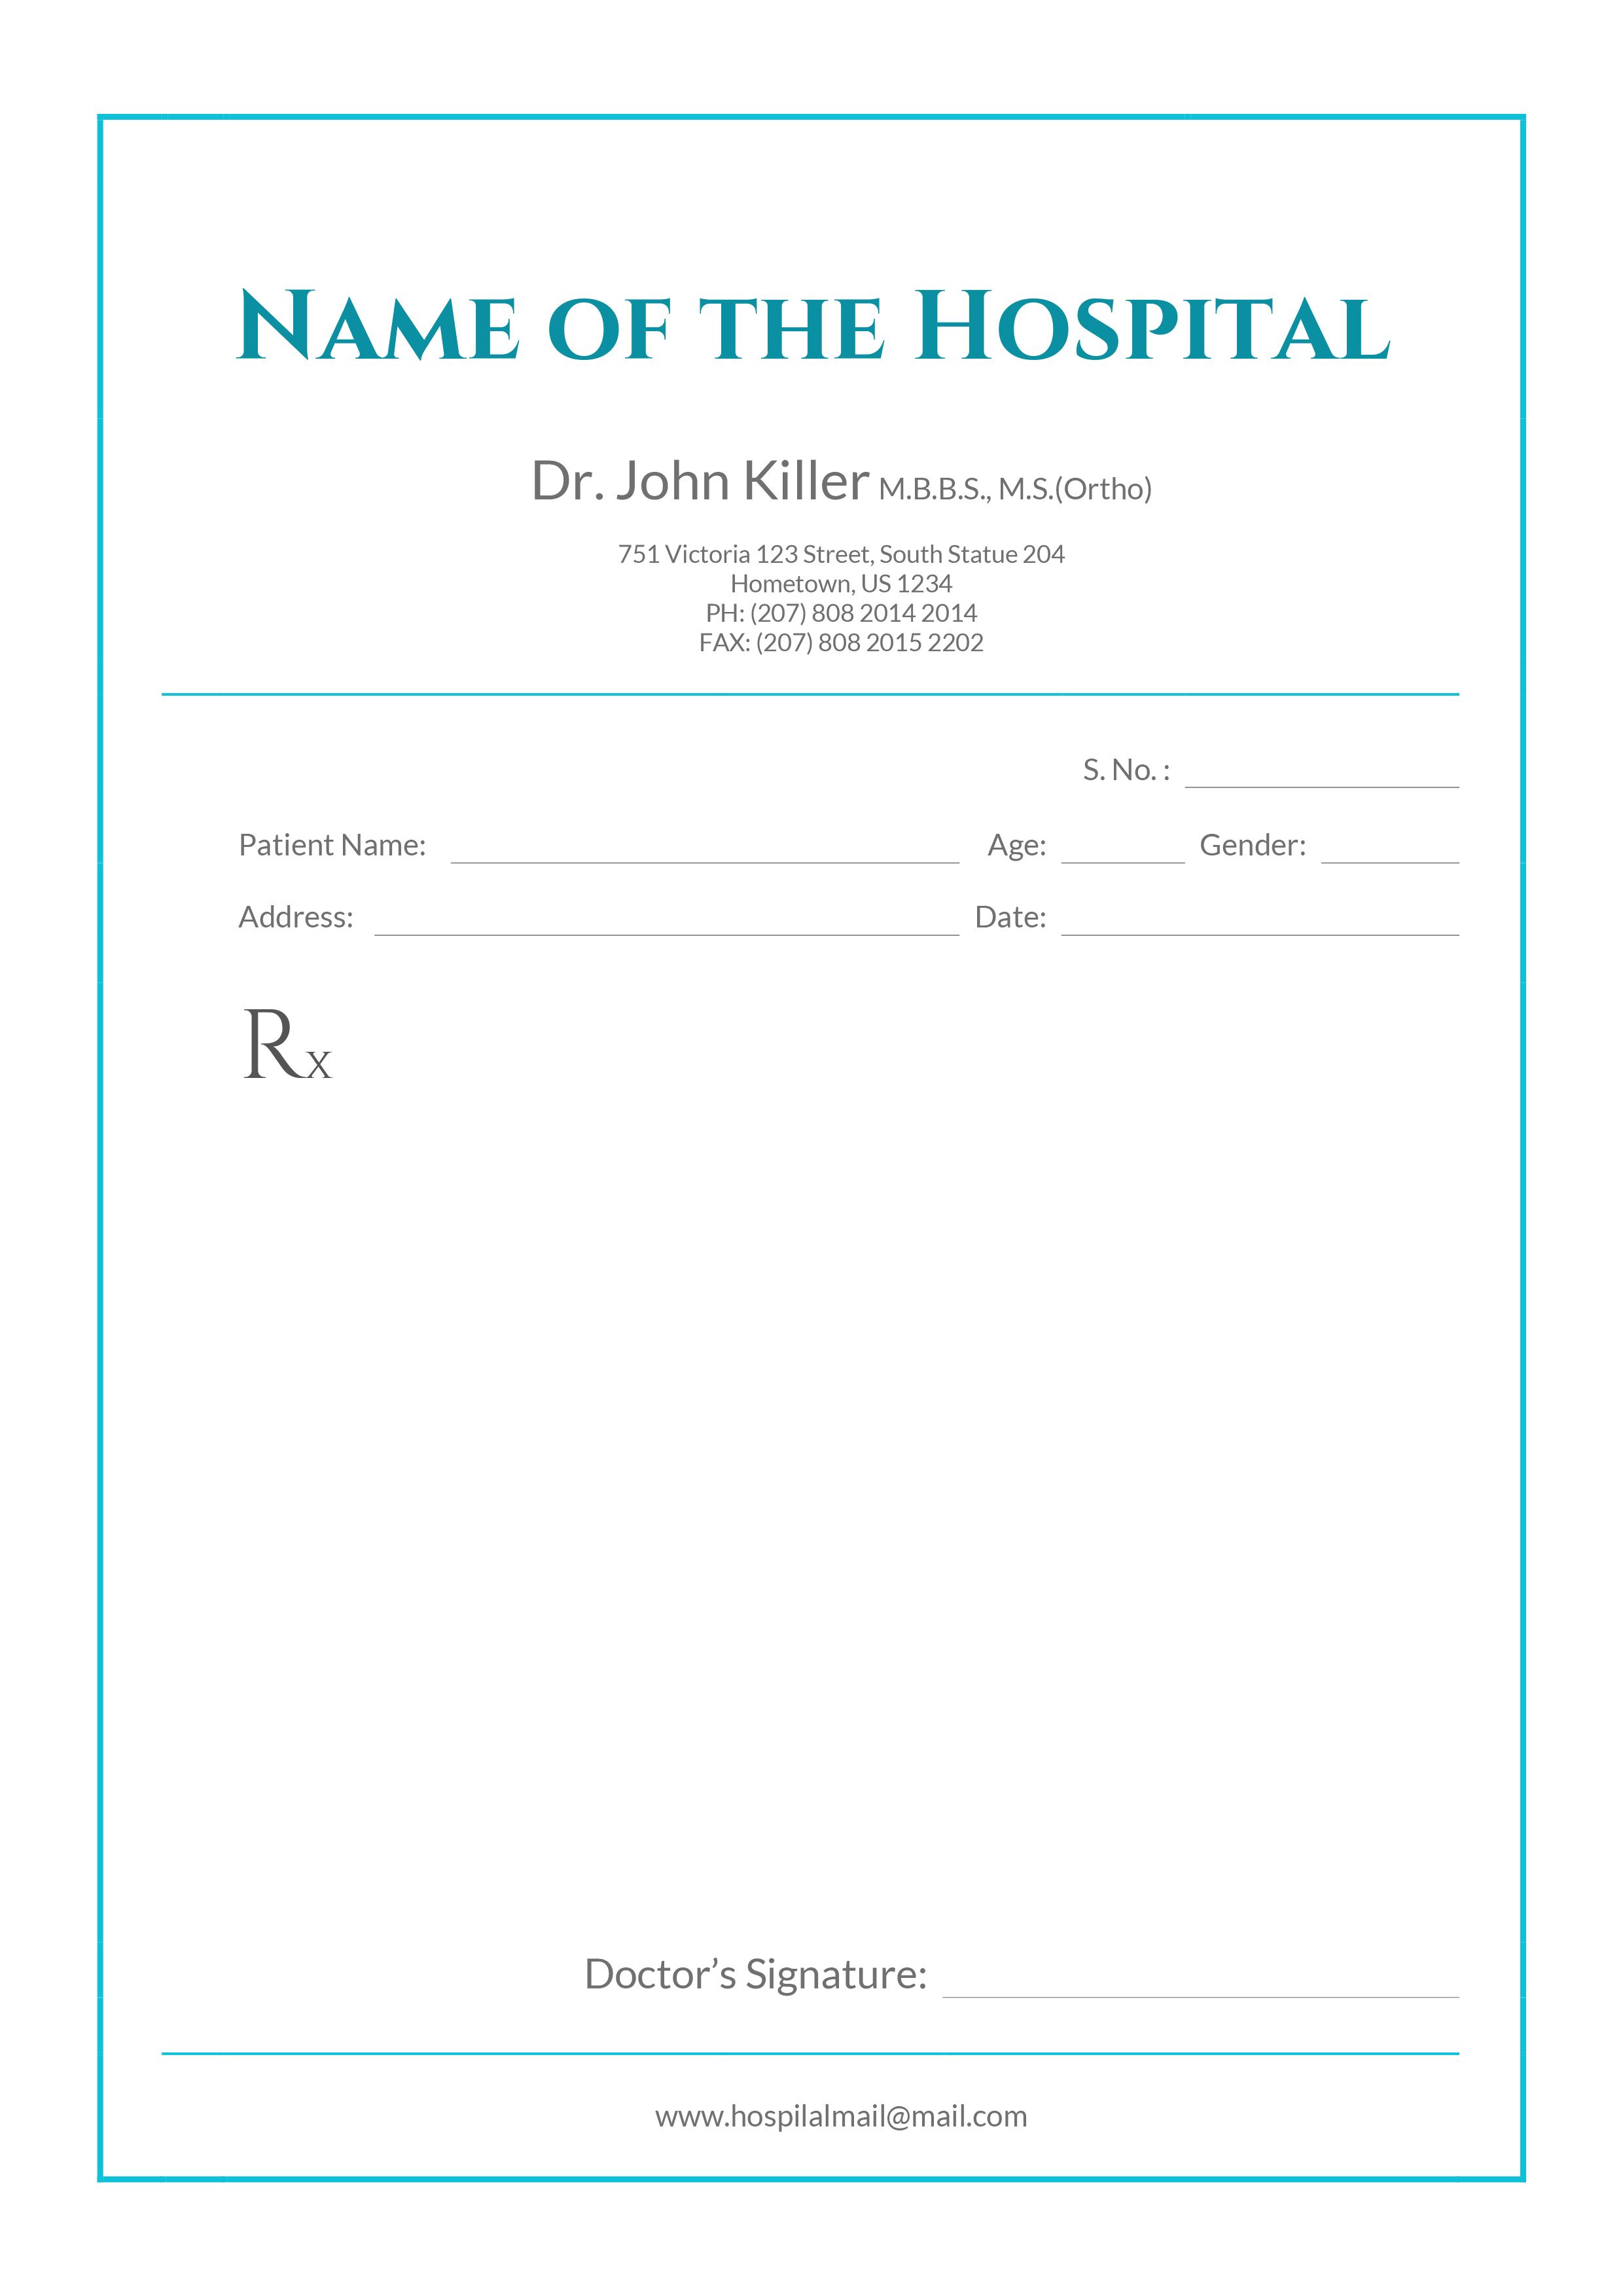 Name of the Hospital
Dr. John Killer M.B.B.S., M.S.(Ortho)
751 Victoria 123 Street, South Statue 204
Hometown, US 1234
PH: (207) 808 2014 2014
FAX: (207) 808 2015 2202
S. No. :
Patient Name: Age: Gender:
Address: Date:
Rx
Doctor’s Signature:
www.hospilalmail@mail.com